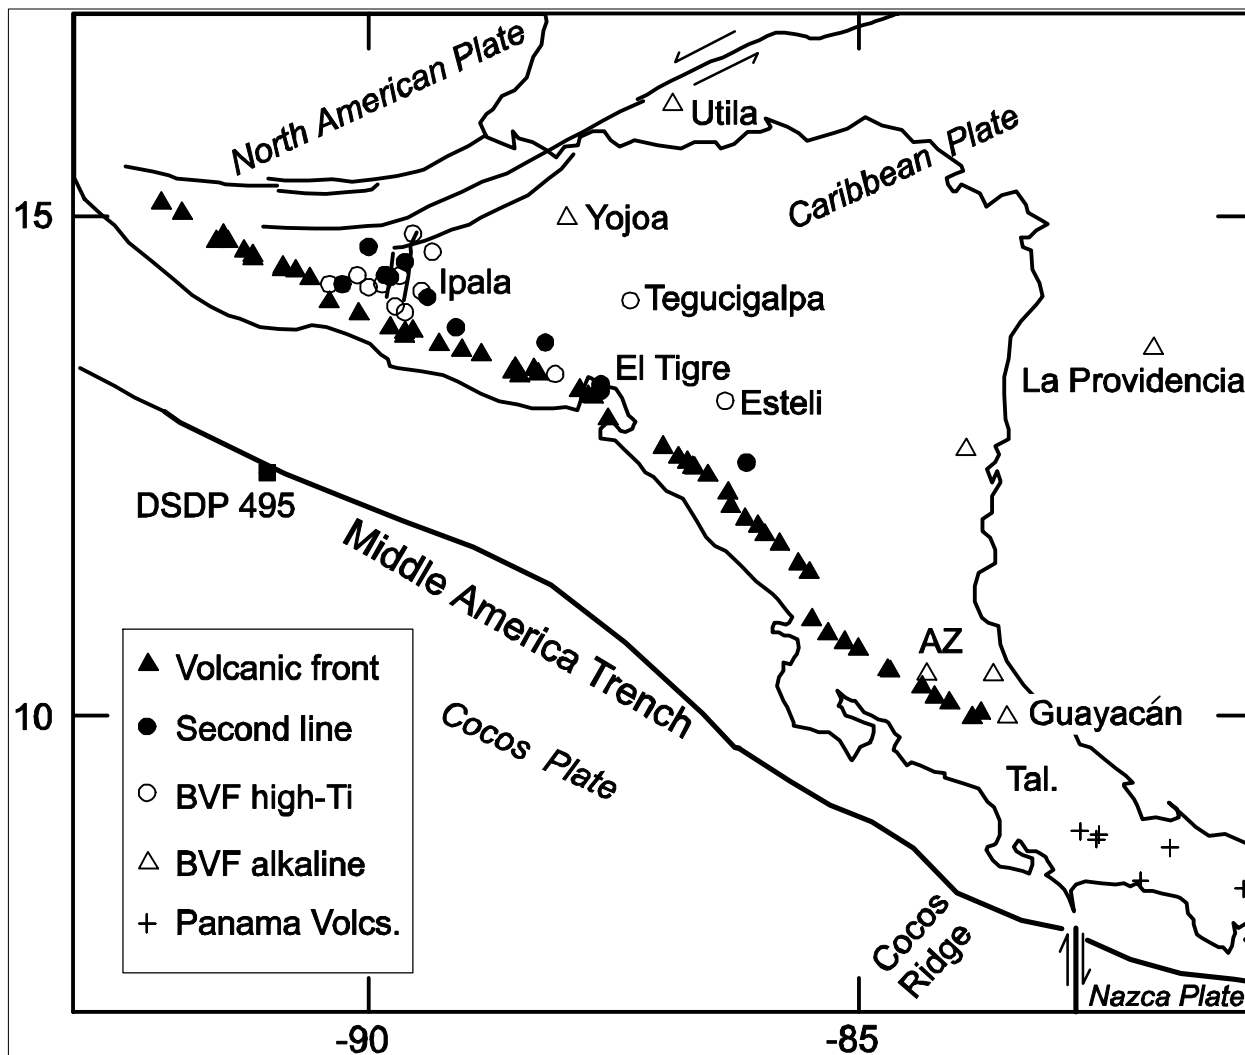 North American Plate
Utila
Caribbean Plate
15
Yojoa
Ipala
Tegucigalpa
El Tigre
La Providencia
Esteli
DSDP 495
Middle America Trench
AZ
Volcanic front
Guayacán
10
Second line
Cocos Plate
Tal.
BVF high-Ti
BVF alkaline
Panama Volcs.
Cocos
Ridge
Nazca Plate
-90
-85